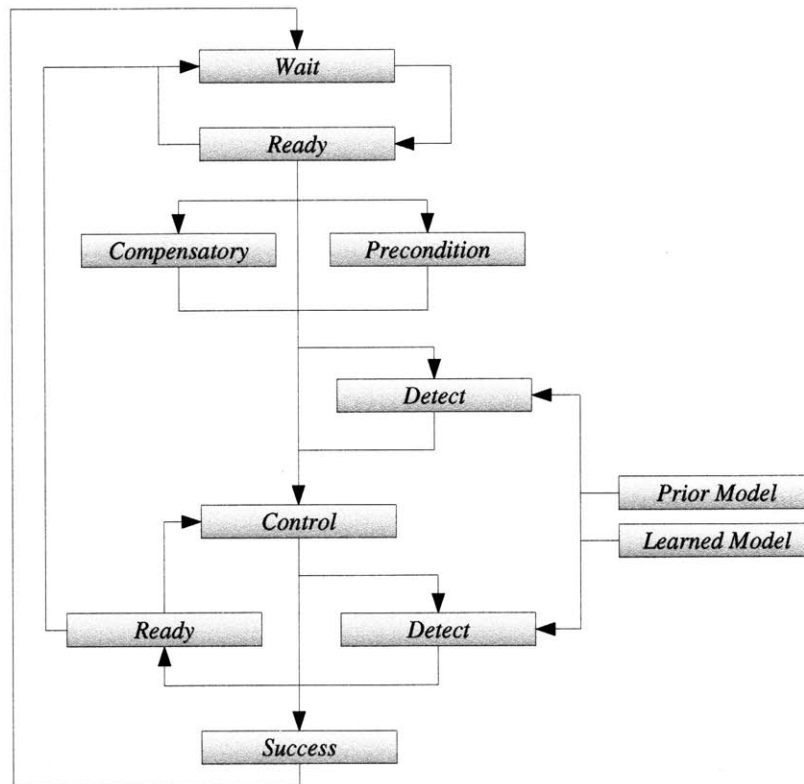 Wait
Ready
Compensatory
Precondition
Detect
Prior Model
Control
Learned Model
Ready
Detect
Success